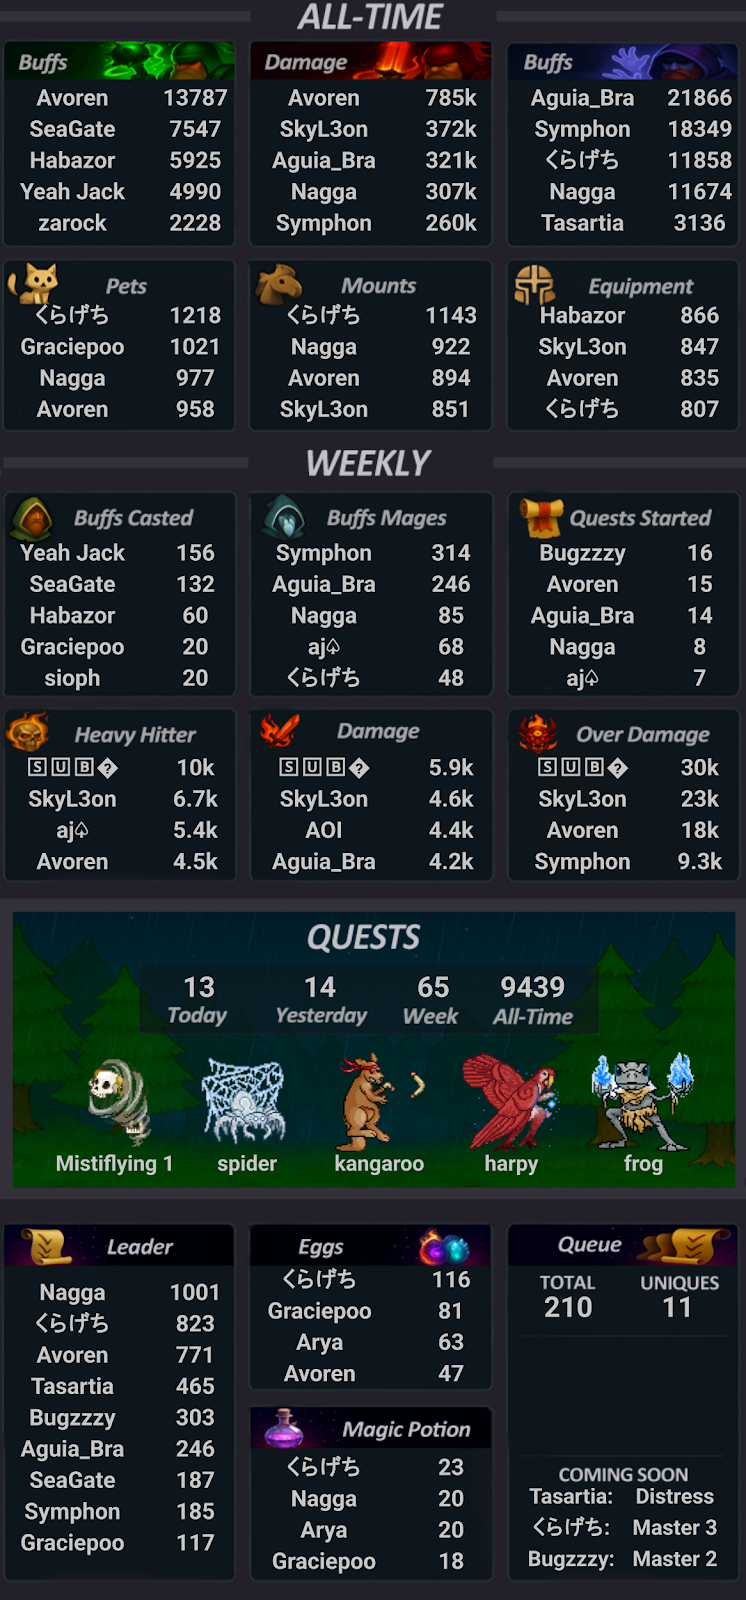 ALL-TIME
Buffs
Avoren 13787
SeaGate 7547
Habazor 5925
Yeah Jack 4990
zarock 2228
Damage
Avoren 785k
SkyL3on 372k
Aguia_Bra 321k
Nagga 307k
Symphon 260k
Buffs
Aguia_Bra 21866
Symphon 18349
くらげち 11858
Nagga 11674
Tasartia 3136
Pets
くらげち 1218
Graciepoo 1021
Nagga 977
Avoren 958
Mounts
くらげち 1143
Nagga 922
Avoren 894
SkyL3on 851
Equipment
Habazor 866
SkyL3on 847
Avoren 835
くらげち 807
WEEKLY
Buffs Casted
Yeah Jack 156
SeaGate 132
Habazor 60
Graciepoo 20
sioph 20
Buffs Mages
Symphon 314
Aguia_Bra 246
Nagga 85
aj♤ 68
くらげち 48
Quests Started
Bugzzzy 16
Avoren 15
Aguia_Bra 14
Nagga 8
aj♤ 7
Heavy Hitter
🅂🅄🄱� 10k
SkyL3on 6.7k
aj♤ 5.4k
Avoren 4.5k
Damage
🅂🅄🄱� 5.9k
SkyL3on 4.6k
AOI 4.4k
Aguia_Bra 4.2k
Over Damage
🅂🅄🄱� 30k
SkyL3on 23k
Avoren 18k
Symphon 9.3k
QUESTS
13 14 65 9439
Today Yesterday Week All-Time
Mistiflying 1 spider kangaroo harpy frog
Leader
Nagga 1001
くらげち 823
Avoren 771
Tasartia 465
Bugzzzy 303
Aguia_Bra 246
SeaGate 187
Symphon 185
Graciepoo 117
Eggs
くらげち 116
Graciepoo 81
Arya 63
Avoren 47
Magic Potion
くらげち 23
Nagga 20
Arya 20
Graciepoo 18
Queue
TOTAL UNIQUES
210 11
COMING SOON
Tasartia: Distress
くらげち: Master 3
Bugzzzy: Master 2